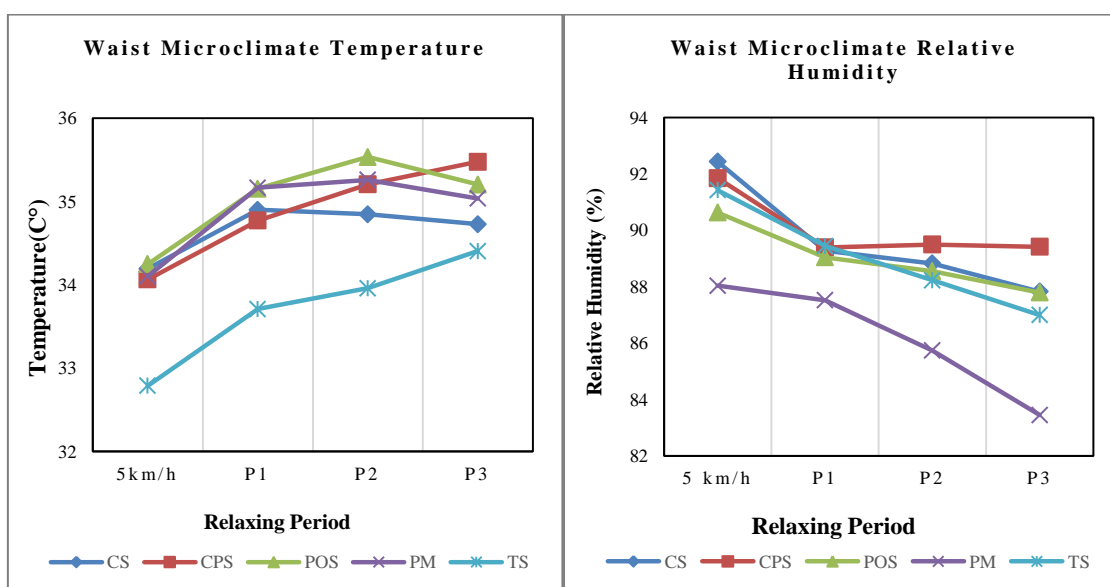 Waist Microclimate Temperature
Temperature(C°)
36
35
34
33
32
5km/h P1 P2 P3
Relaxing Period
CS CPS POS PM TS
Waist Microclimate Relative
Humidity
Relative Humidity (%)
94
92
90
88
86
84
82
5 km/h P1 P2 P3
Relaxing Period
CS CPS POS PM TS